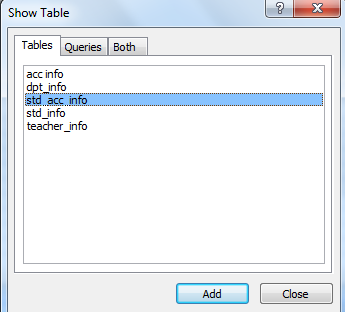 Show Table
? X
Tables Queries Both
acc info
dpt_info
std_acc_info
std_info
teacher_info
Add Close